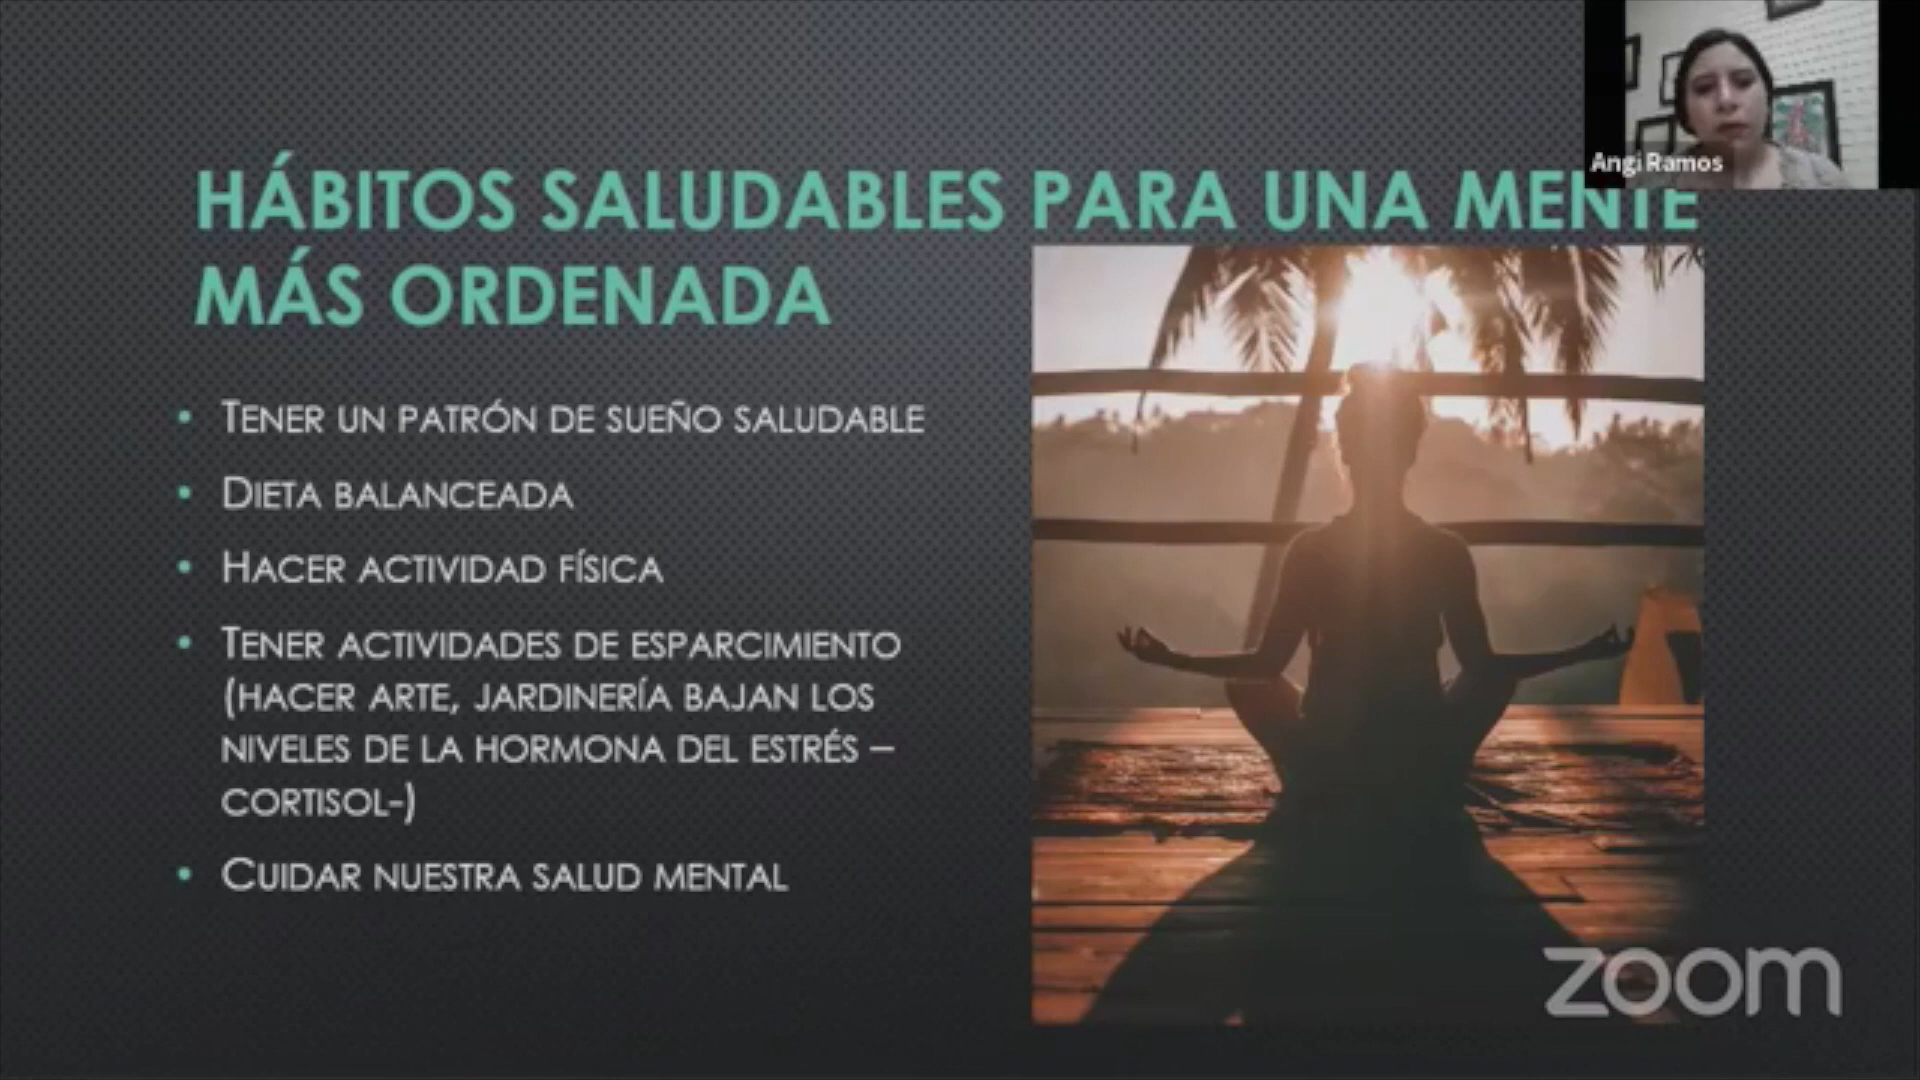 Angi Ramos
HÁBITOS SALUDABLES PARA UNA MENTE
MÁS ORDENADA
• TENER UN PATRÓN DE SUEÑO SALUDABLE
• DIETA BALANCEADA
• HACER ACTIVIDAD FÍSICA
• TENER ACTIVIDADES DE ESPARCIMIENTO
(HACER ARTE, JARDINERÍA BAJAN LOS
NIVELES DE LA HORMONA DEL ESTRÉS –
CORTISOL-)
• CUIDAR NUESTRA SALUD MENTAL
zoom